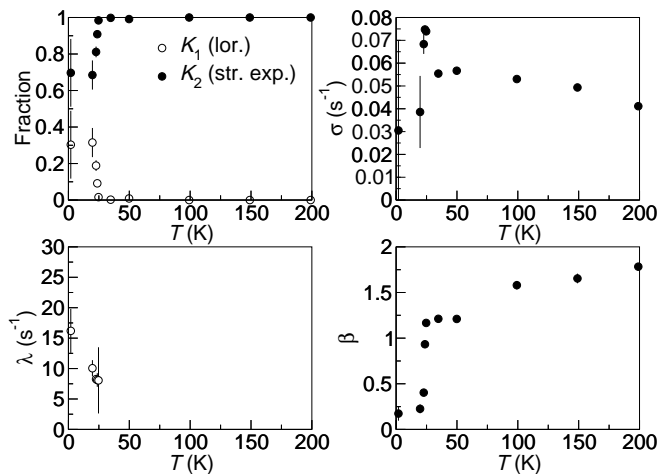 1
0.8
0.6
0.4
0.2
0
Fraction
K1 (lor.)
K2 (str. exp.)
0 50 100 150 200
T (K)
0.08
0.07
0.06
0.05
0.04
0.03
0.02
0.01
0
σ (s-1)
0 50 100 150 200
T (K)
30
25
20
15
10
5
0
λ (s-1)
0 50 100 150 200
T (K)
2
1.5
1
0.5
0
β
0 50 100 150 200
T (K)